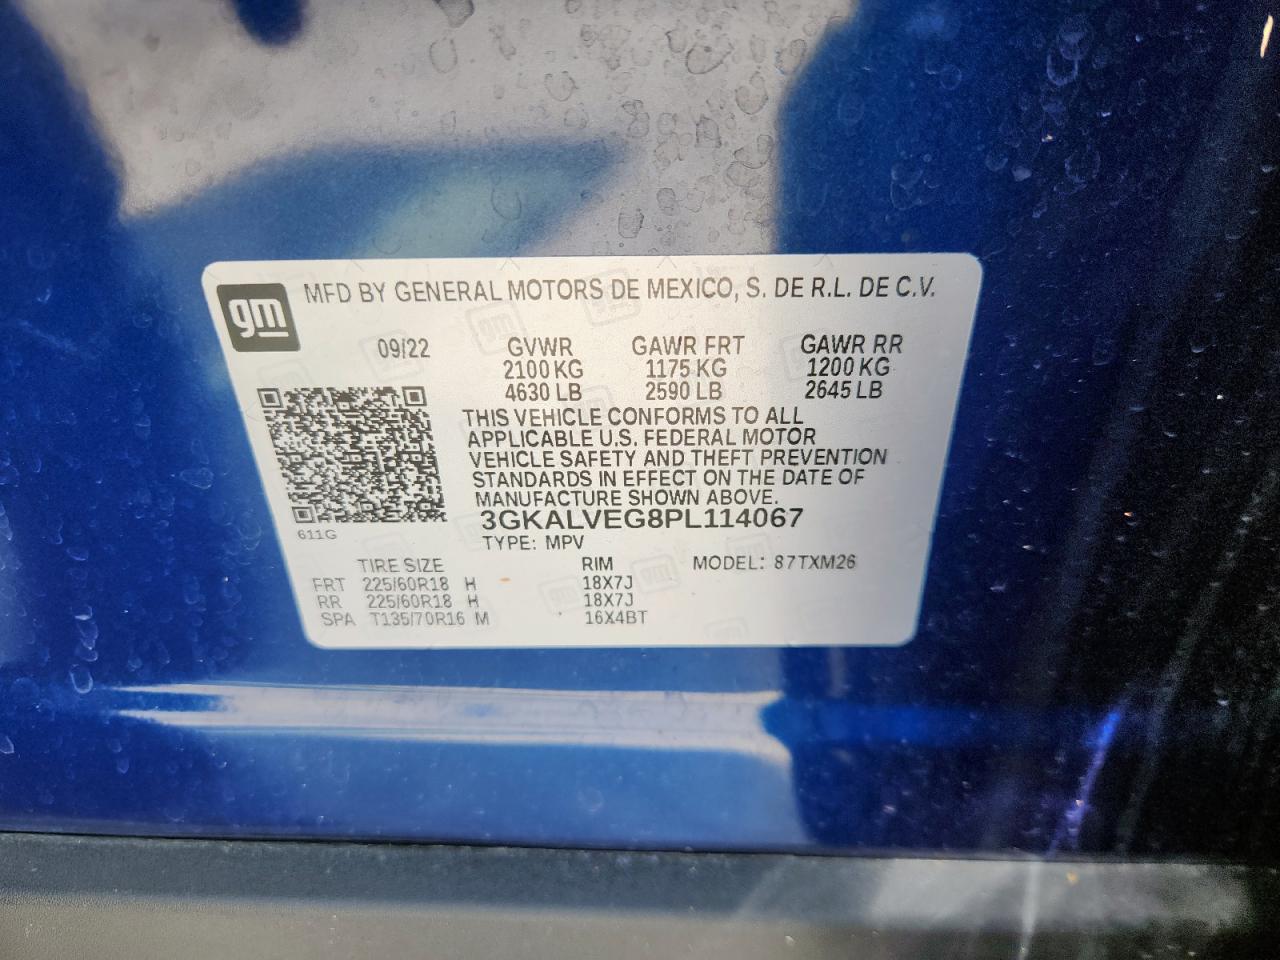 gm
MFD BY GENERAL MOTORS DE MEXICO, S. DE R.L. DE C.V.
09/22 GVWR GAWR FRT GAWR RR
2100 KG 1175 KG 1200 KG
4630 LB 2590 LB 2645 LB
THIS VEHICLE CONFORMS TO ALL
APPLICABLE U.S. FEDERAL MOTOR
VEHICLE SAFETY AND THEFT PREVENTION
STANDARDS IN EFFECT ON THE DATE OF
MANUFACTURE SHOWN ABOVE.
3GKALVEG8PL114067
611G
TYPE: MPV
TIRE SIZE RIM MODEL: 87TXM26
FRT 225/60R18 H 18X7J
RR 225/60R18 H 18X7J
SPA T135/70R16 M 16X4BT